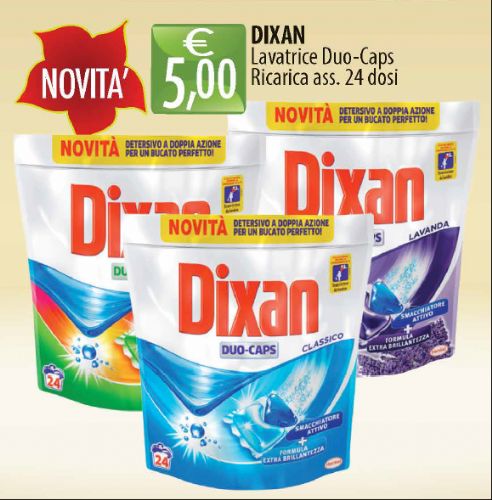 NOVITA'
€
5,00
DIXAN
Lavatrice Duo-Caps
Ricarica ass. 24 dosi
NOVITÀ DETERSIVO A DOPPIA AZIONE
PER UN BUCATO PERFETTO!
Dixan
DU
24
NOVITÀ DETERSIVO A DOPPIA AZIONE
PER UN BUCATO PERFETTO!
Dixan
-CAPS
LAVANDA
SMACCHIATORE
ATTIVO
+
FORMULA
EXTRA BRILLANTEZZA
NOVITÀ DETERSIVO A DOPPIA AZIONE
PER UN BUCATO PERFETTO!
Dixan
DUO-CAPS
CLASSICO
SMACCHIATORE
ATTIVO
+
FORMULA
EXTRA BRILLANTEZZA
24